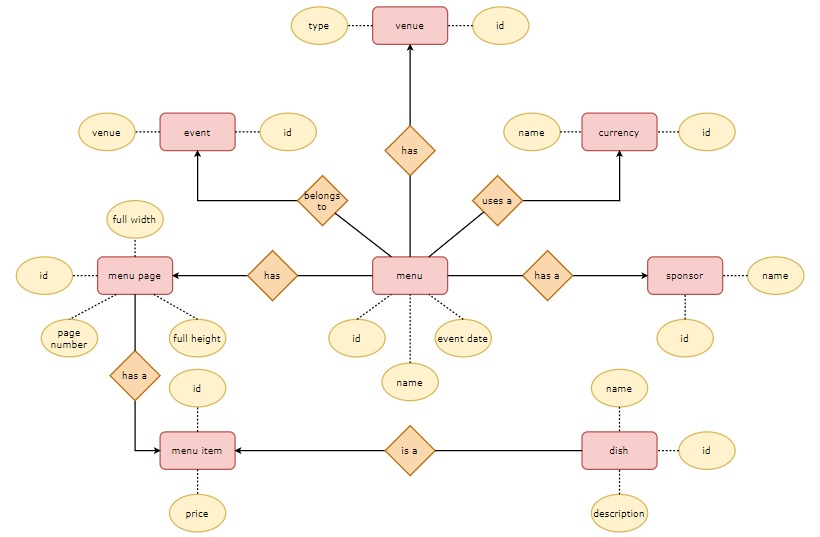 type
venue
id
venue
event
id
name
currency
id
has
belongs
to
uses a
full width
id
menu page
has
menu
has a
sponsor
name
page
number
full height
id
event date
id
name
has a
id
name
menu item
is a
dish
id
price
description